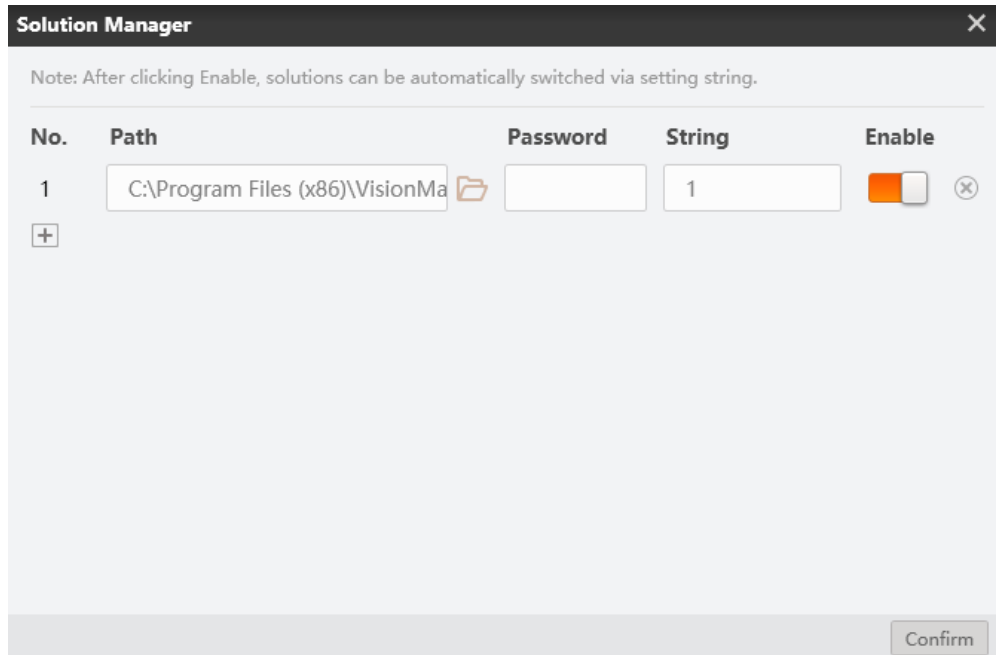 Solution Manager
Note: After clicking Enable, solutions can be automatically switched via setting string.
No. Path Password String Enable
1 C:\Program Files (x86)\VisionMa 1
Confirm